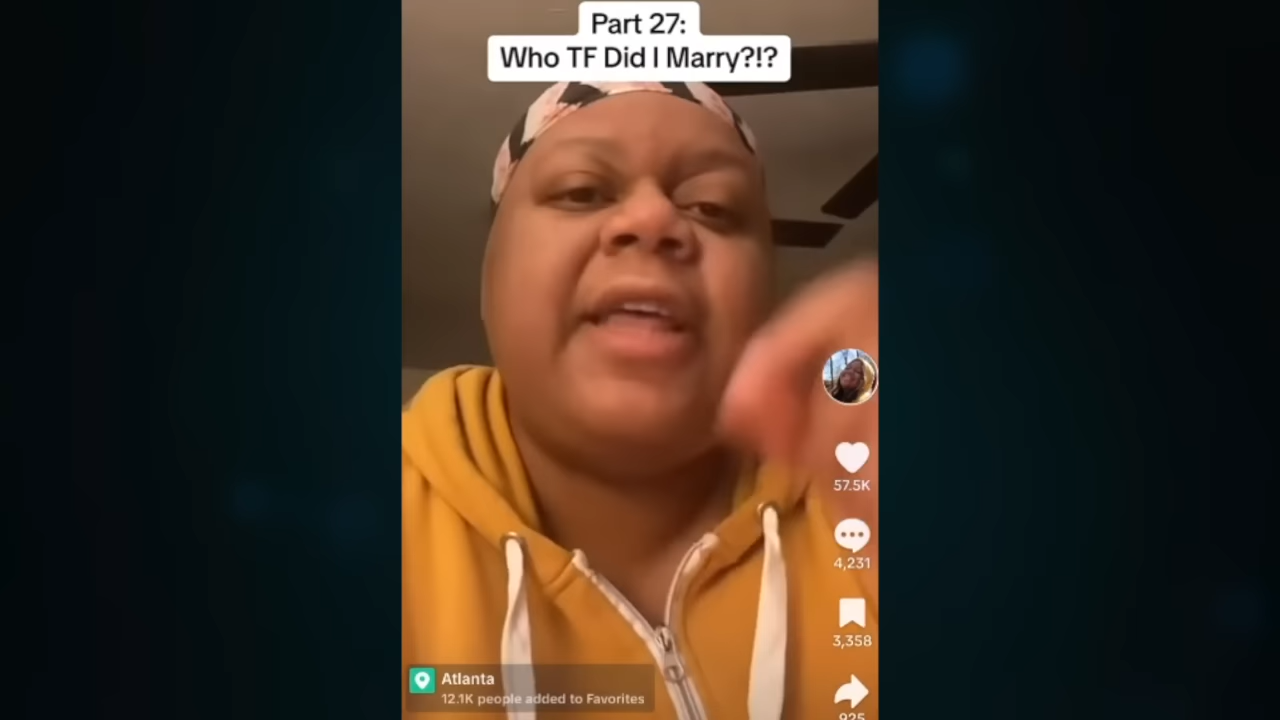 Part 27:
Who TF Did I Marry?!?
57.5K
4,231
3,358
Atlanta
12.1K people added to Favorites
925